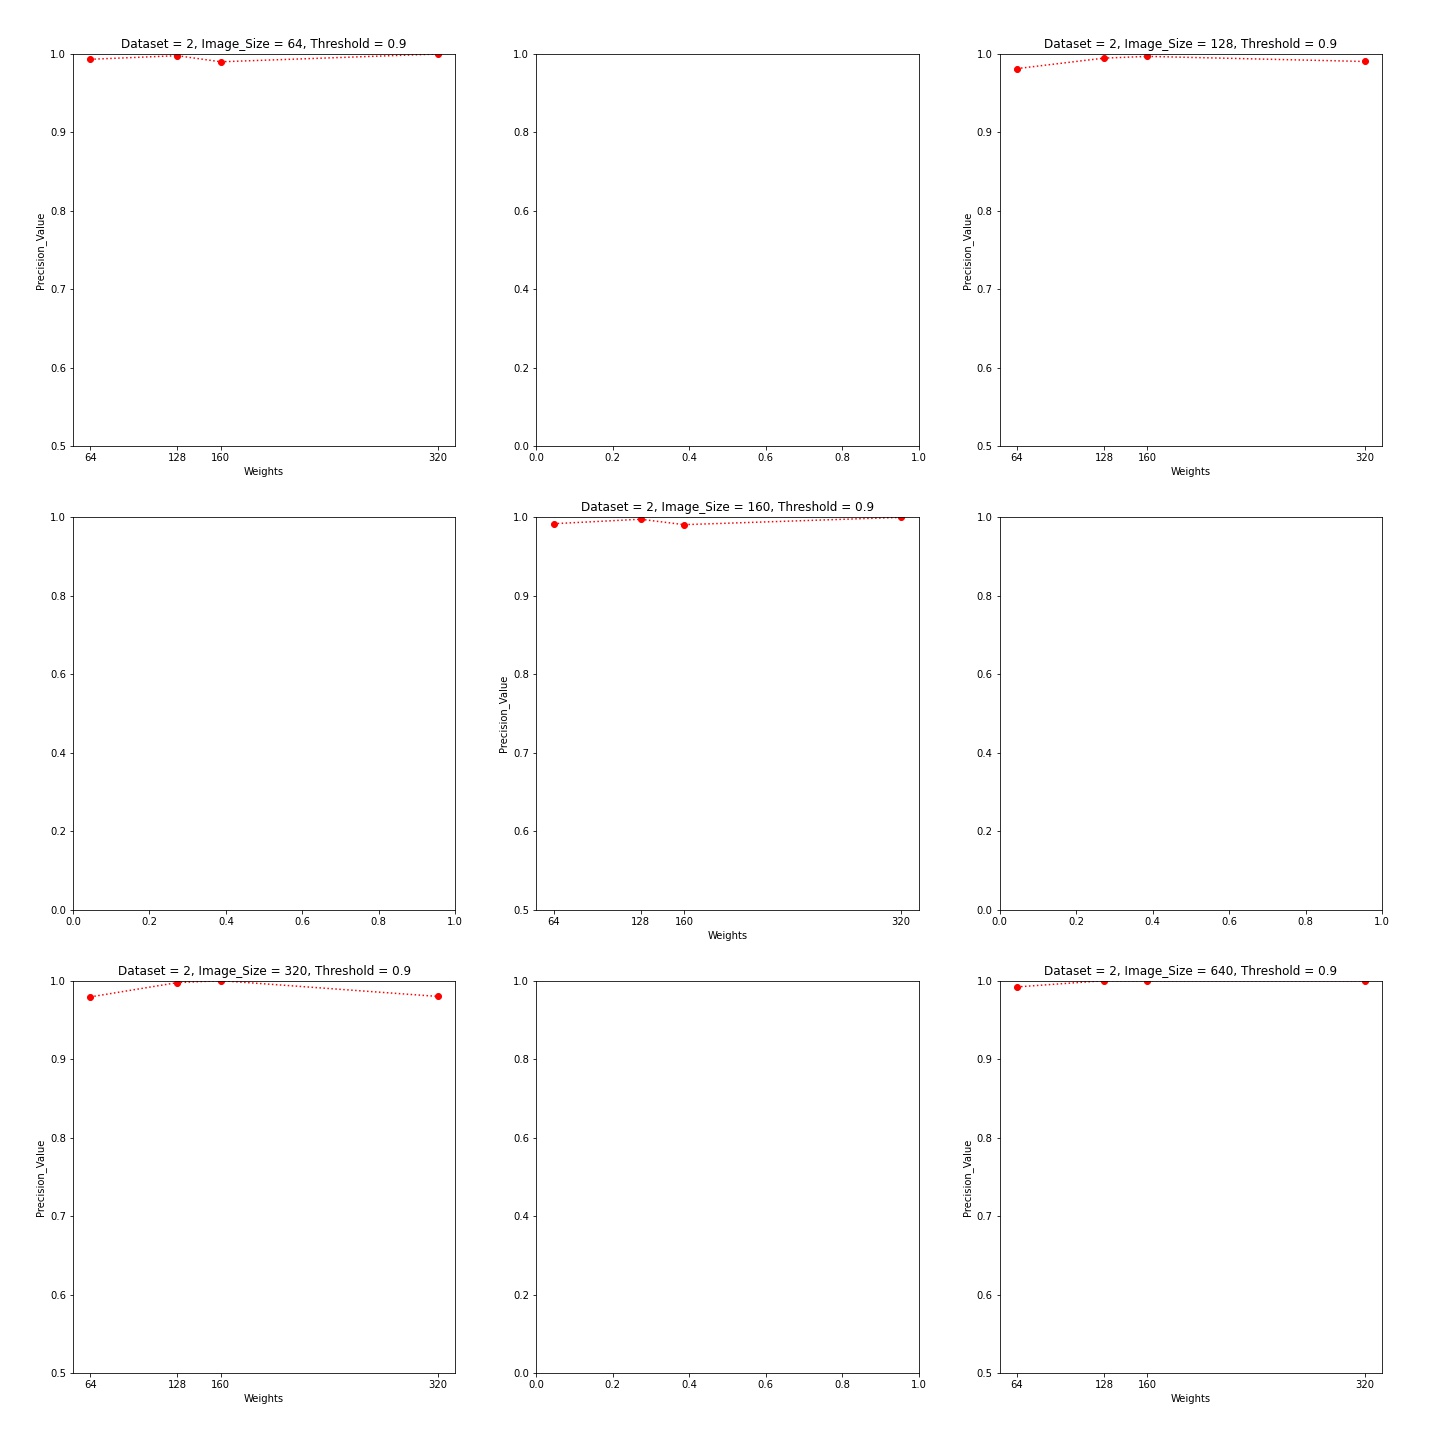 Dataset = 2, Image_Size = 64, Threshold = 0.9
1.0
0.9
0.8
0.7
0.6
0.5
Precision_Value
64 128 160 320
Weights
1.0
0.8
0.6
0.4
0.2
0.0
0.0 0.2 0.4 0.6 0.8 1.0
Dataset = 2, Image_Size = 128, Threshold = 0.9
1.0
0.9
0.8
0.7
0.6
0.5
Precision_Value
64 128 160 320
Weights
1.0
0.8
0.6
0.4
0.2
0.0
0.0 0.2 0.4 0.6 0.8 1.0
Dataset = 2, Image_Size = 160, Threshold = 0.9
1.0
0.9
0.8
0.7
0.6
0.5
Precision_Value
64 128 160 320
Weights
1.0
0.8
0.6
0.4
0.2
0.0
0.0 0.2 0.4 0.6 0.8 1.0
Dataset = 2, Image_Size = 320, Threshold = 0.9
1.0
0.9
0.8
0.7
0.6
0.5
Precision_Value
64 128 160 320
Weights
1.0
0.8
0.6
0.4
0.2
0.0
0.0 0.2 0.4 0.6 0.8 1.0
Dataset = 2, Image_Size = 640, Threshold = 0.9
1.0
0.9
0.8
0.7
0.6
0.5
Precision_Value
64 128 160 320
Weights